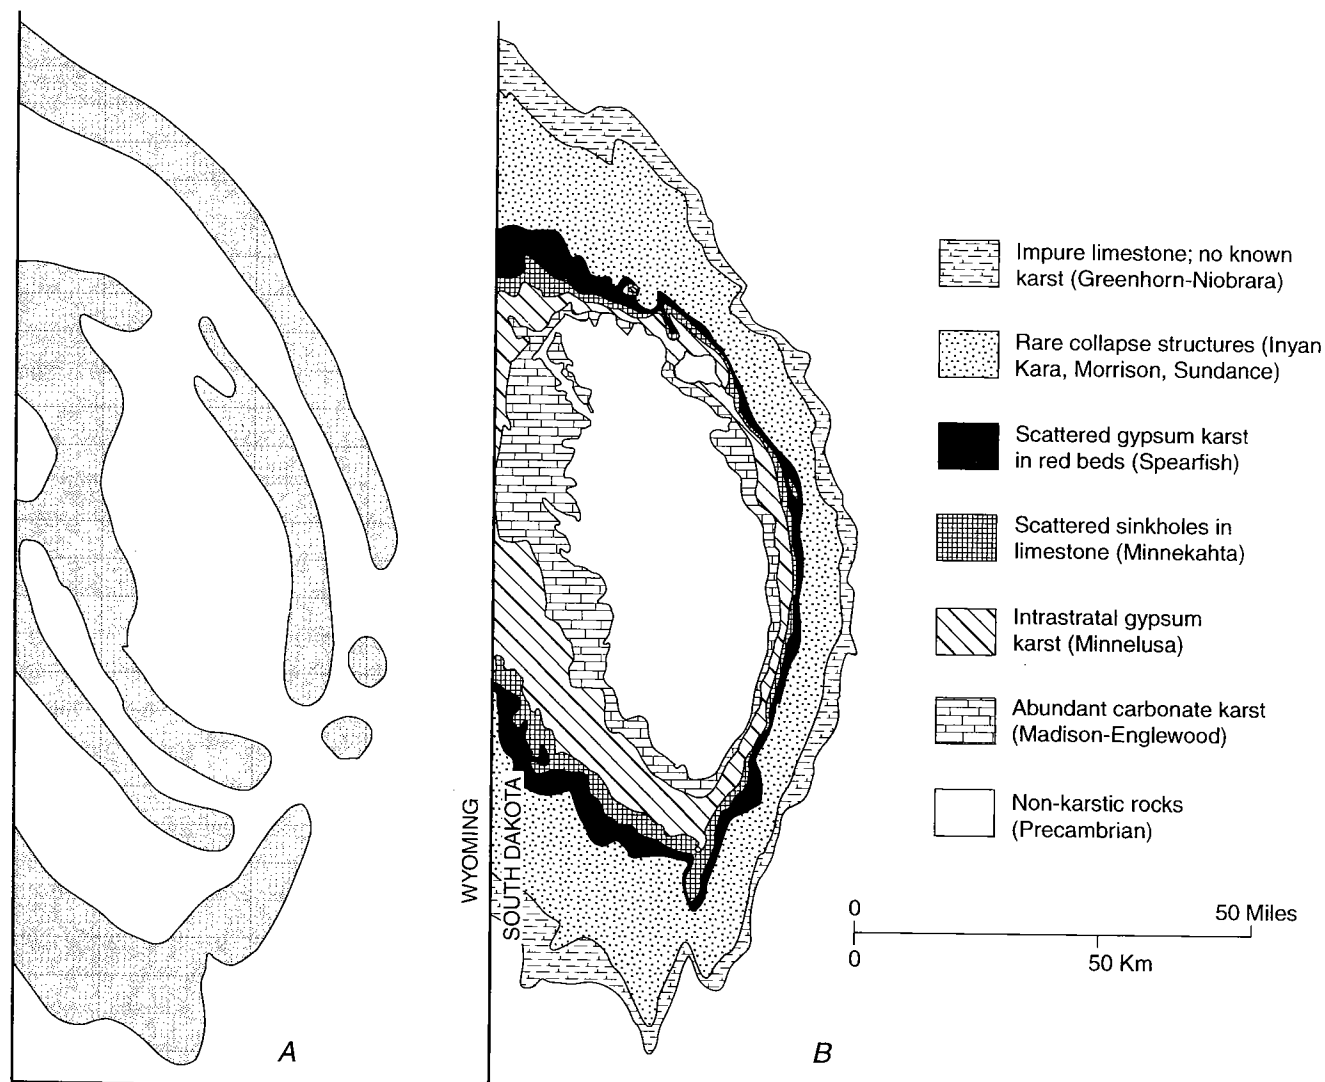 Impure limestone; no known
karst (Greenhorn-Niobrara)
Rare collapse structures (Inyan
Kara, Morrison, Sundance)
Scattered gypsum karst
in red beds (Spearfish)
Scattered sinkholes in
limestone (Minnekahta)
Intrastratal gypsum
karst (Minnelusa)
Abundant carbonate karst
(Madison-Englewood)
Non-karstic rocks
(Precambrian)
WYOMING
SOUTH DAKOTA
0 50 Miles
0 50 Km
A
B